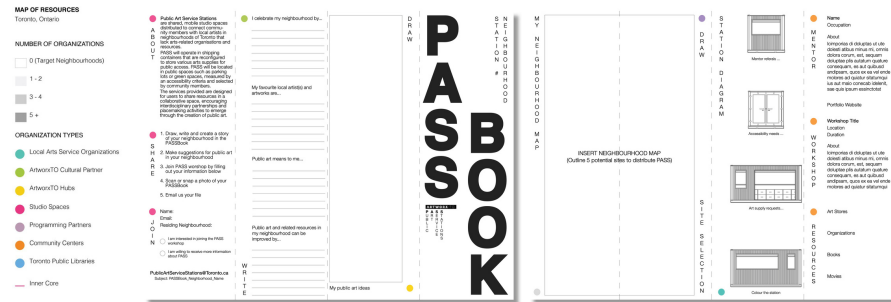 MAP OF RESOURCES
Toronto, Ontario
NUMBER OF ORGANIZATIONS
0 (Target Neighbourhoods)
1 - 2
3 - 4
5 +
ORGANIZATION TYPES
Local Arts Service Organizations
ArtworxTO Cultural Partner
ArtworxTO Hubs
Studio Spaces
Programming Partners
Community Centers
Toronto Public Libraries
Inner Core
ABOUT
Public Art Service Stations
are shared, mobile studio spaces
distributed to connect commu-
nity members with local artists in
neighborhoods of Toronto that
lack arts-related organisations and
resources.
PASS will operate in shipping
containers that are reconfigured
to store various arts supplies for
public access. PASS will be located
in public spaces such as parking
lots or green spaces, measured by
an accessibility criteria and selected
by community members.
The services provided are designed
for users to share resources in a
collaborative space, encouraging
interdisciplinary partnerships and
placemaking activities to emerge
through the creation of public art.
SHARE
1. Draw, write and create a story
of your neighbourhood in the
PASSBook
2. Make suggestions for public art
in your neighbourhood
3. Join PASS worshop by filling
out your information below
4. Scan or snap a photo of your
PASSBook
5. Email us your file
JOIN
Name:
Email:
Residing Neighbourhood:
I am interested in joining the PASS
workshop
I am willing to receive more information
about PASS
PublicArtServiceStations@Toronto.ca
Subject: PASSBook_Neighbourhood_Name
I celebrate my neighbourhood by...
My favourite local artist(s) and
artworks are...
Public art means to me...
Public art and related resources in
my neighbourhood can be
improved by...
WRITE
DRAW
My public art ideas
PASS
BOOK
ARTWORX
PUBLIC
ART
SERVICE
STATIONS
STATION #
NEIGHBOURHOOD
MY NEIGHBOURHOOD MAP
INSERT NEIGHBOURHOOD MAP
(Outline 5 potential sites to distribute PASS)
DRAW
SITE SELECTION
STATION DIAGRAM
Mentor referals ...
Accessibility needs ...
Art supply requests ...
Colour the station
MENTOR
Name
Occupation
About
Portfolio Website
WORKSHOP
Workshop Title
Location
Duration
About
RESOURCES
Art Stores
Organizations
Books
Movies